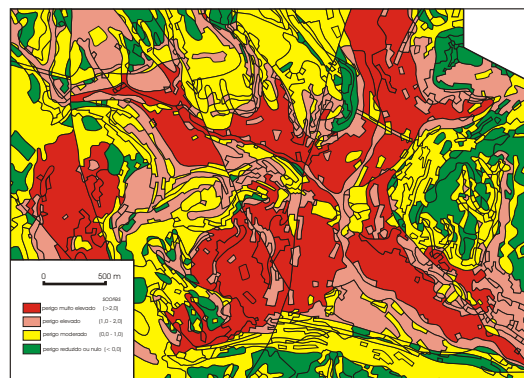 0 500 m
scores
perigo muito elevado (>2,0)
perigo elevado (1,0 - 2,0)
perigo moderado (0,0 - 1,0)
perigo reduzido ou nulo (< 0,0)